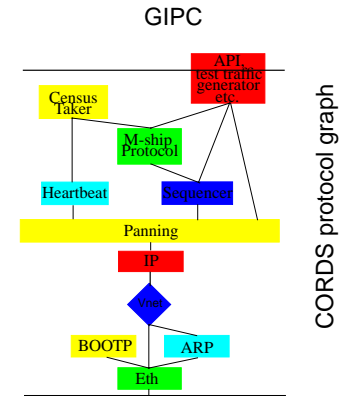 GIPC
API,
test traffic
generator
etc.
Census
Taker
M-ship
Protocol
Heartbeat
Sequencer
Panning
IP
Vnet
BOOTP
ARP
Eth
CORDS protocol graph